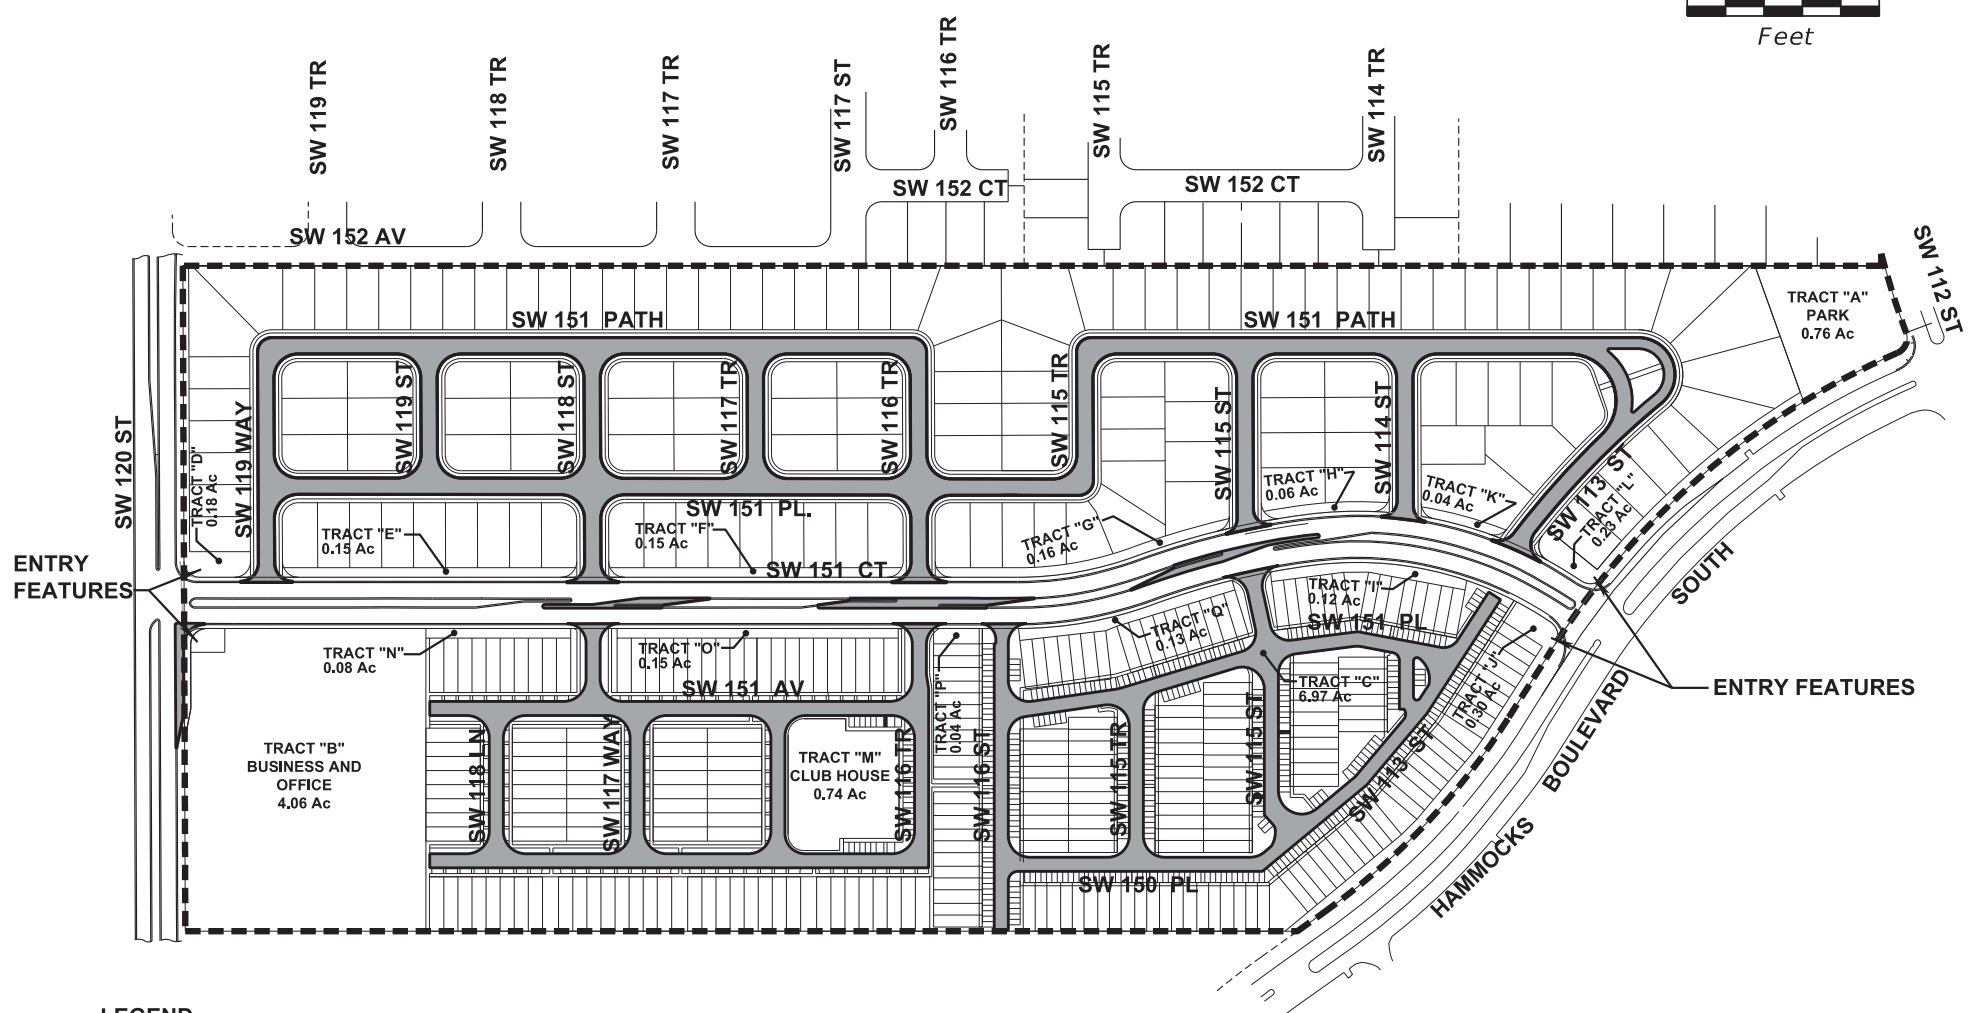 Feet
SW 119 TR
SW 118 TR
SW 117 TR
SW 117 ST
SW 116 TR
SW 115 TR
SW 114 TR
SW 152 CT
SW 152 CT
SW 152 AV
SW 112 ST
TRACT "A"
PARK
0.76 Ac
SW 151 PATH
SW 151 PATH
SW 120 ST
TRACT "D"
0.18 Ac
SW 119 WAY
SW 119 ST
SW 118 ST
SW 117 TR
SW 116 TR
SW 115 TR
SW 115 ST
SW 114 ST
SW 113 ST
TRACT "H"
0.06 Ac
TRACT "K"
0.04 Ac
TRACT "L"
0.23 Ac
SW 151 PL.
TRACT "E"
0.15 Ac
TRACT "F"
0.15 Ac
TRACT "G"
0.16 Ac
SW 151 CT
ENTRY
FEATURES
SOUTH
TRACT "I"
0.12 Ac
SW 151 PL
TRACT "Q"
0.13 Ac
TRACT "N"
0.08 Ac
TRACT "O"
0.15 Ac
TRACT "P"
0.04 Ac
SW 151 AV
TRACT "C"
6.97 Ac
TRACT "J"
0.30 Ac
ENTRY FEATURES
TRACT "B"
BUSINESS AND
OFFICE
4.06 Ac
SW 118 LN
SW 117 WAY
TRACT "M"
CLUB HOUSE
0.74 Ac
SW 116 TR
SW 116 ST
SW 115 TR
SW 115 ST
SW 113 ST
BOULEVARD
HAMMOCKS
SW 150 PL
LEGEND